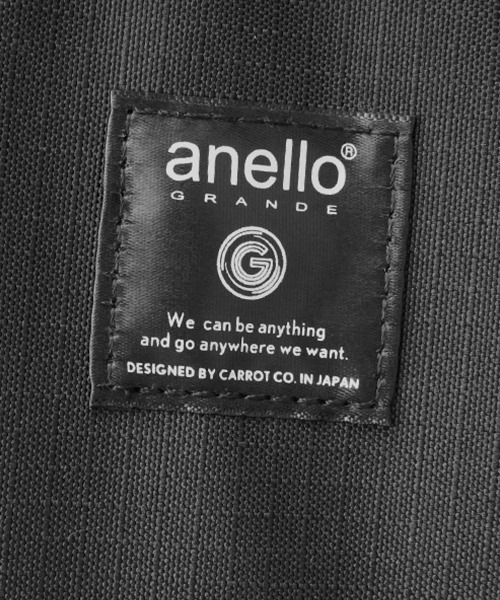 anello®
GRANDE
G
We can be anything
and go anywhere we want.
DESIGNED BY CARROT CO. IN JAPAN